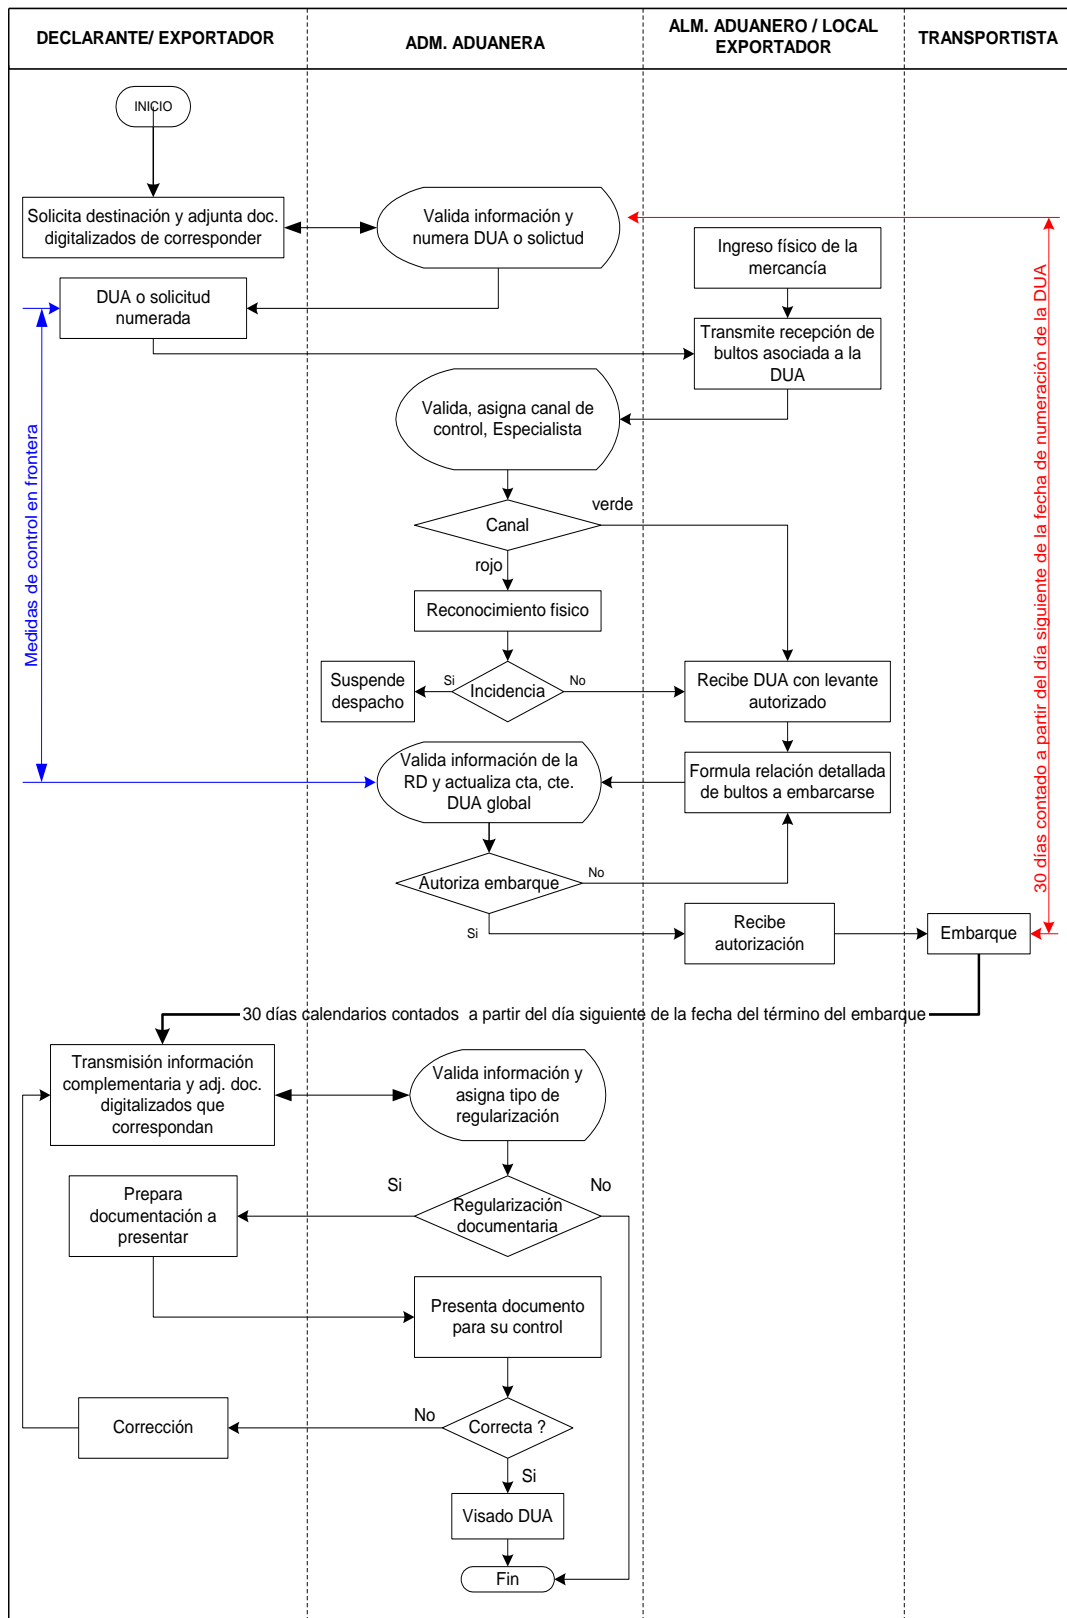 DECLARANTE/ EXPORTADOR
ADM. ADUANERA
ALM. ADUANERO / LOCAL
EXPORTADOR
TRANSPORTISTA
INICIO
Solicita destinación y adjunta doc.
digitalizados de corresponder
Valida información y
numera DUA o solictud
Ingreso físico de la
mercancía
DUA o solicitud
numerada
Transmite recepción de
bultos asociada a la
DUA
Valida, asigna canal de
control, Especialista
Canal
verde
rojo
Reconocimiento fisico
Suspende
despacho
Si
Incidencia
No
Recibe DUA con levante
autorizado
Valida información de la
RD y actualiza cta, cte.
DUA global
Formula relación detallada
de bultos a embarcarse
Autoriza embarque
No
Si
Recibe
autorización
Embarque
Medidas de control en frontera
30 días contado a partir del día siguiente de la fecha de numeración de la DUA
30 días calendarios contados  a partir del día siguiente de la fecha del término del embarque
Transmisión información
complementaria y adj. doc.
digitalizados que
correspondan
Valida información y
asigna tipo de
regularización
Si
No
Prepara
documentación a
presentar
Regularización
documentaria
Presenta documento
para su control
Corrección
No
Correcta ?
Si
Visado DUA
Fin